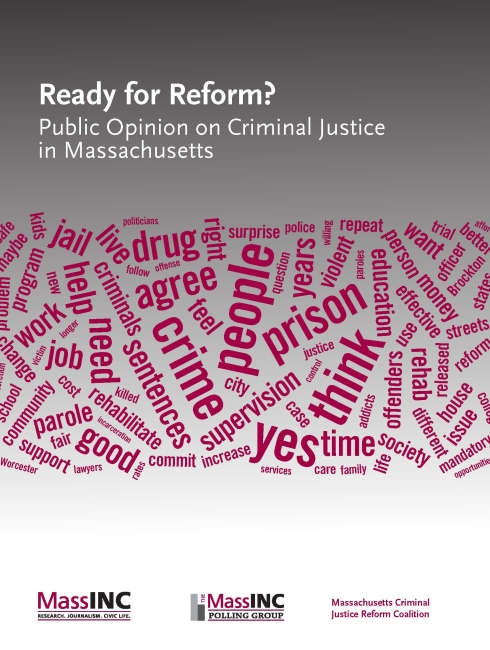 Ready for Reform?
Public Opinion on Criminal Justice
in Massachusetts
kids
politicians
safe
maybe
jail
live
drug
right
surprise
police
willing
repeat
want
trial
better
program
follow
offense
people
question
years
violent
paroles
person
officer
Brockton
problem
new
help
criminals
agree
feel
prison
education
money
states
work
longer
need
crime
effective
use
streets
change
victim
job
sentences
justice
control
think
offenders
rehab
released
reform
school
community
cost
killed
rehabilitate
city
supervision
case
addicts
house
parole
incarceration
fair
good
yes
time
society
different
issue
Worcester
support
lawyers
rates
commit
increase
services
care
family
life
mandatory
MassINC
RESEARCH. JOURNALISM. CIVIC LIFE.
THE
MassINC
POLLING GROUP
Massachusetts Criminal
Justice Reform Coalition